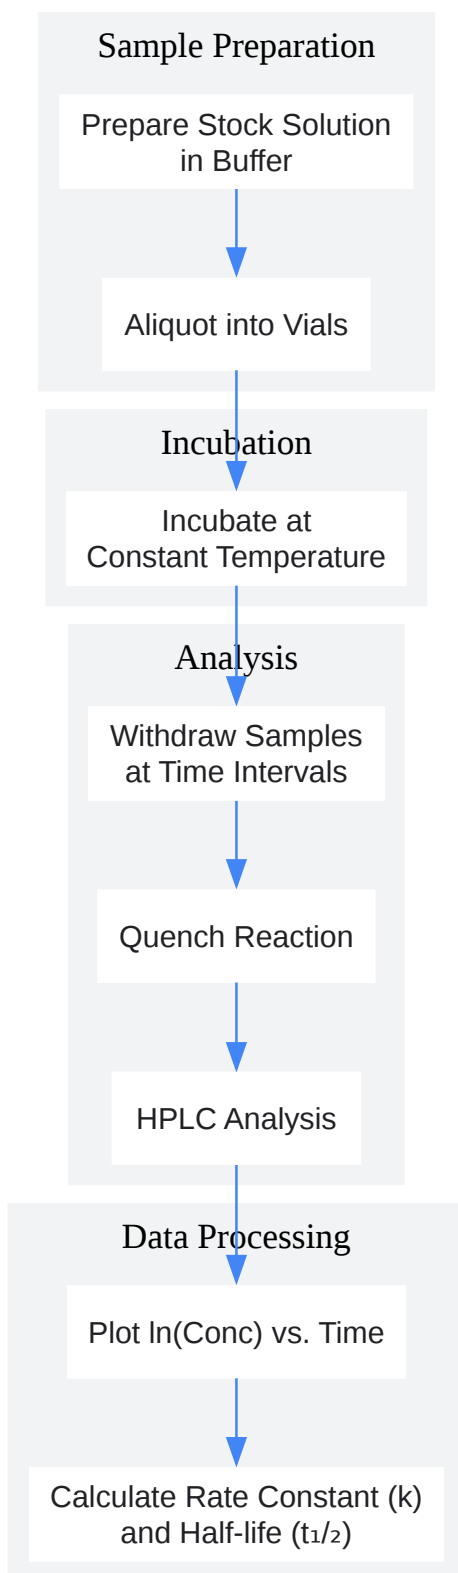 Sample Preparation
Prepare Stock Solution
in Buffer
Aliquot into Vials
Incubation
Incubate at
Constant Temperature
Analysis
Withdraw Samples
at Time Intervals
Quench Reaction
HPLC Analysis
Data Processing
Plot ln(Conc) vs. Time
Calculate Rate Constant (k)
and Half-life (t₁/₂)